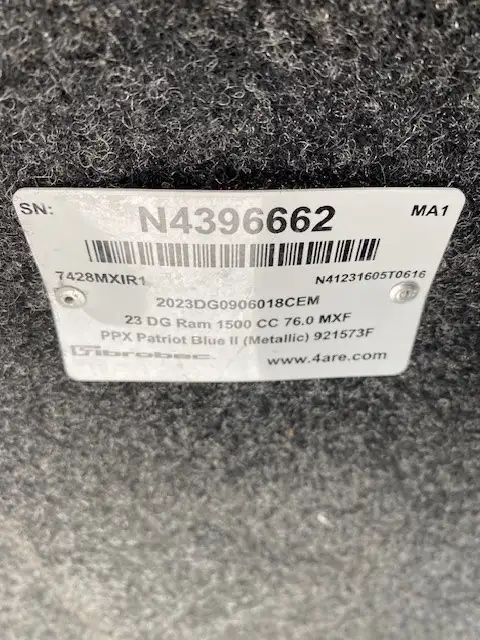 SN: N4396662 MA1
7428MXIR1 N41231605T0616
2023DG0906018CEM
23 DG Ram 1500 CC 76.0 MXF
PPX Patriot Blue II (Metallic) 921573F
Fibrobec www.4are.com